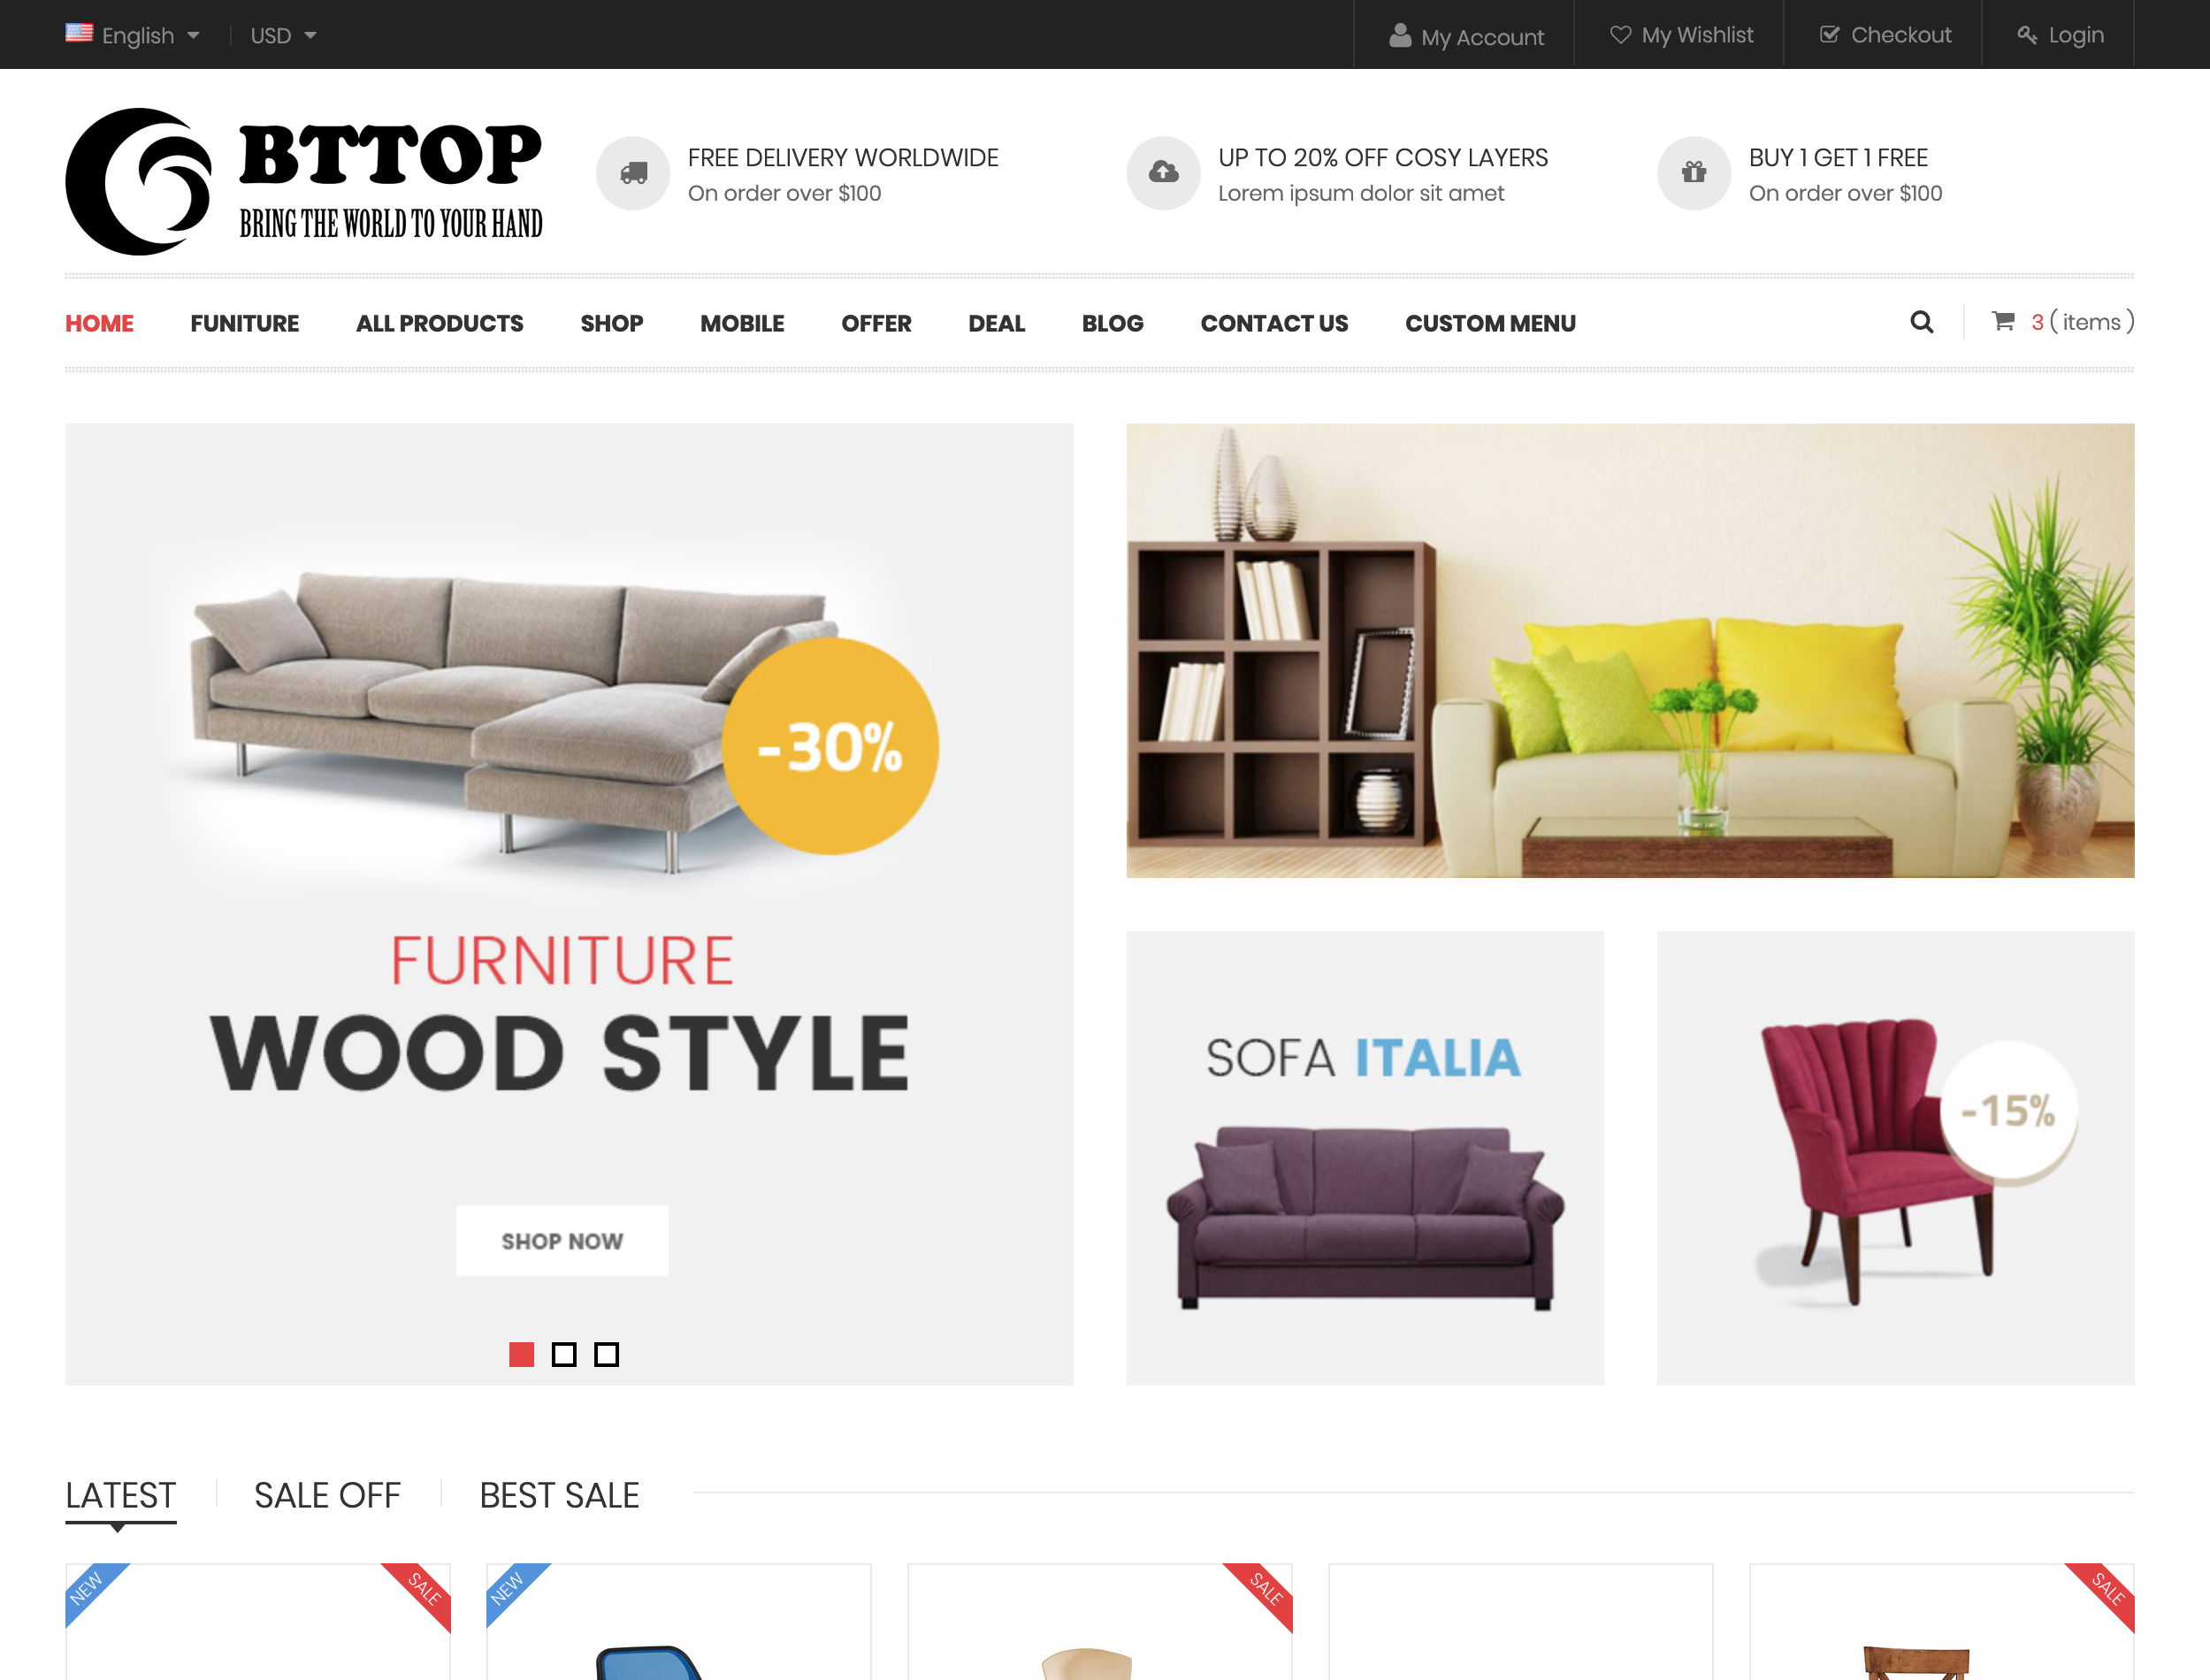 English
USD
My Account
My Wishlist
Checkout
Login
BTTOP
BRING THE WORLD TO YOUR HAND
FREE DELIVERY WORLDWIDE
On order over $100
UP TO 20% OFF COSY LAYERS
Lorem ipsum dolor sit amet
BUY 1 GET 1 FREE
On order over $100
HOME
FUNITURE
ALL PRODUCTS
SHOP
MOBILE
OFFER
DEAL
BLOG
CONTACT US
CUSTOM MENU
3 ( items )
-30%
FURNITURE
WOOD STYLE
SHOP NOW
SOFA ITALIA
-15%
LATEST
SALE OFF
BEST SALE
NEW
SALE
NEW
SALE
SALE